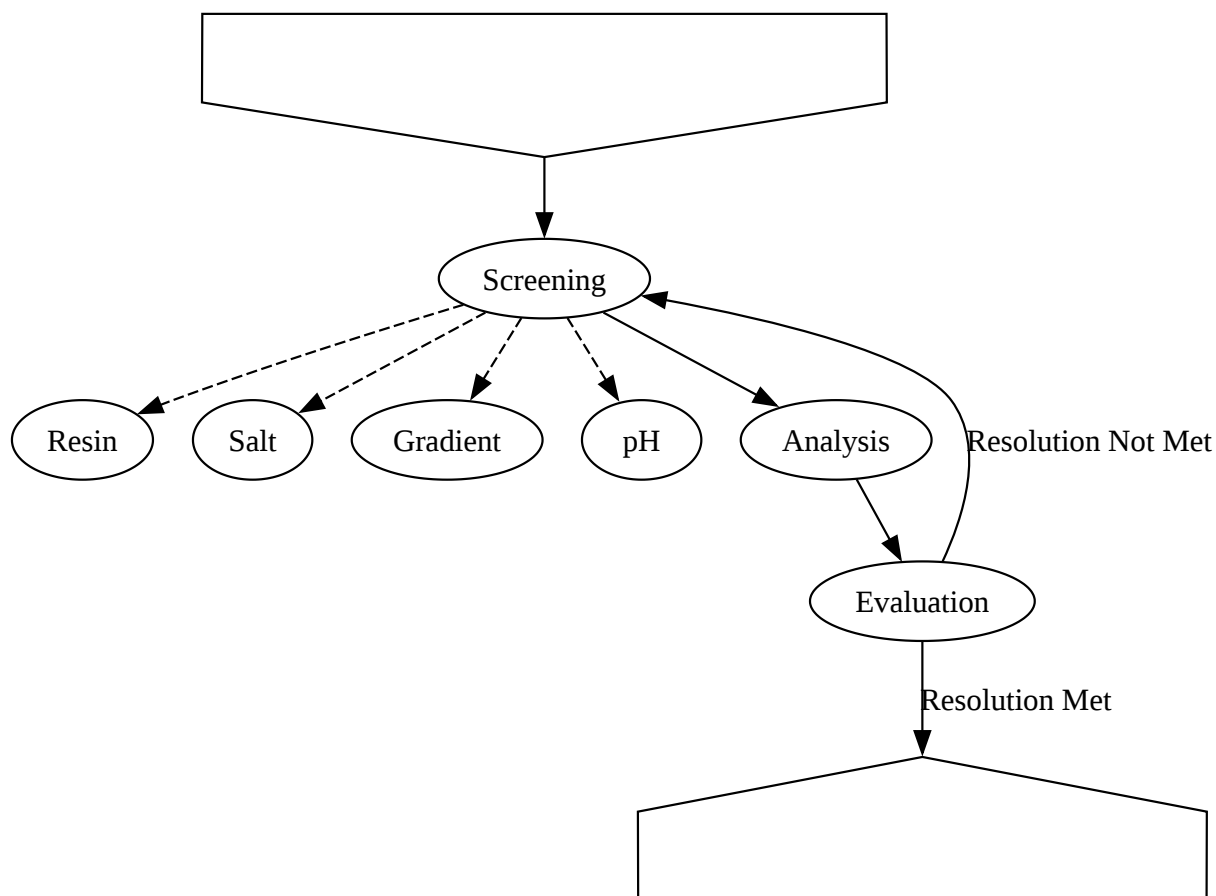 Screening
Resin
Salt
Gradient
pH
Analysis
Resolution Not Met
Evaluation
Resolution Met